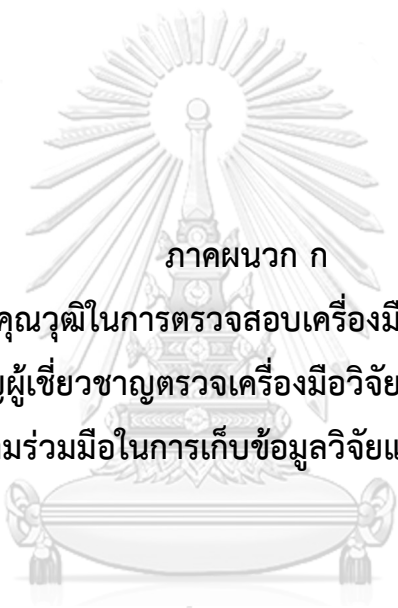 ภาคผนวก ก
คุณวุฒิในการตรวจสอบเครื่องมื
ผู้เชี่ยวชาญตรวจเครื่องมือวิจัย
ร่วมมือในการเก็บข้อมูลวิจัยแ